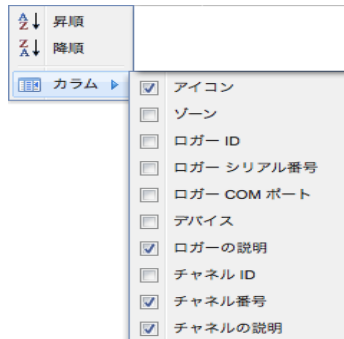 昇順
降順
カラム
アイコン
ゾーン
ロガー ID
ロガー シリアル番号
ロガー COM ポート
デバイス
ロガーの説明
チャネル ID
チャネル番号
チャネルの説明